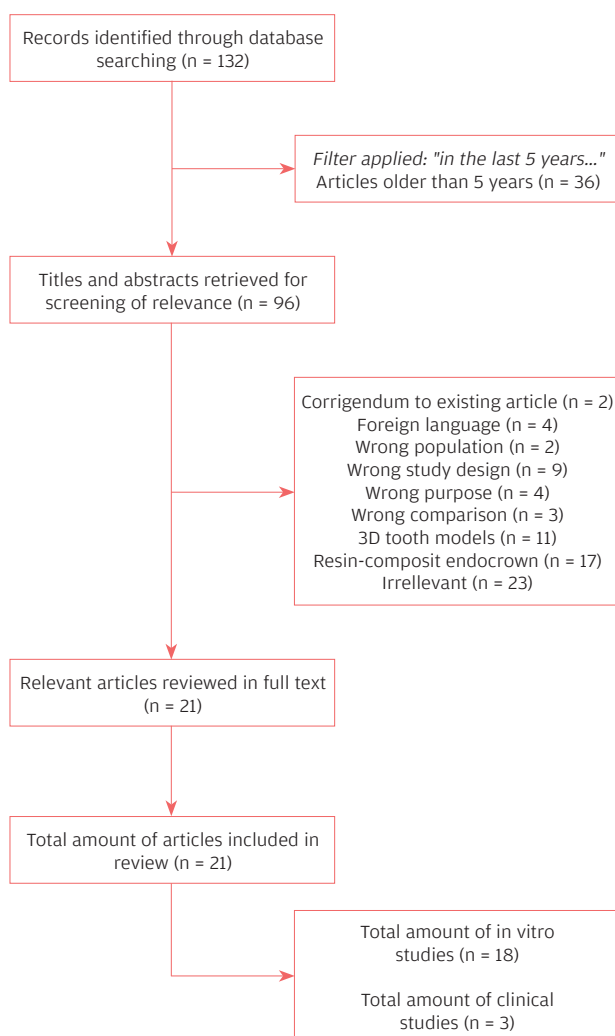 Records identified through database
searching (n = 132)
Filter applied: "in the last 5 years..."
Articles older than 5 years (n = 36)
Titles and abstracts retrieved for
screening of relevance (n = 96)
Corrigendum to existing article (n = 2)
Foreign language (n = 4)
Wrong population (n = 2)
Wrong study design (n = 9)
Wrong purpose (n = 4)
Wrong comparison (n = 3)
3D tooth models (n = 11)
Resin-composit endocrown (n = 17)
Irrellevant (n = 23)
Relevant articles reviewed in full text
(n = 21)
Total amount of articles included in
review (n = 21)
Total amount of in vitro
studies (n = 18)
Total amount of clinical
studies (n = 3)